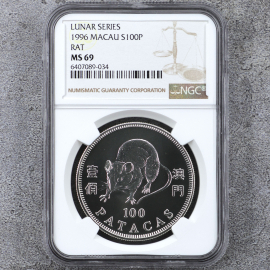 LUNAR SERIES
1996 MACAU S100P
RAT
MS 69
6407089-034
NGC
NUMISMATIC GUARANTY CORPORATION
澳門
100
PATACAS